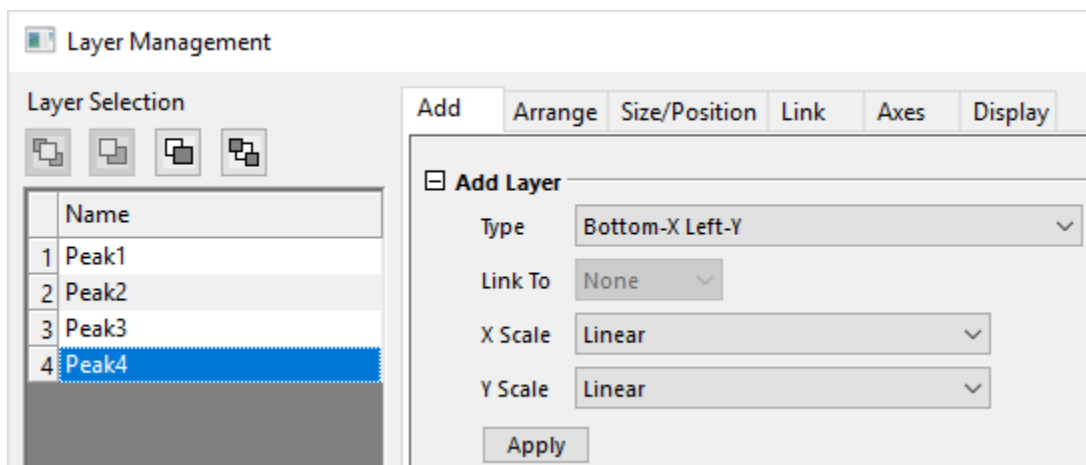 Layer Management
Layer Selection
Add Arrange Size/Position Link Axes Display
Add Layer
Name
Type Bottom-X Left-Y
1 Peak1
2 Peak2
Link To None
3 Peak3
X Scale Linear
4 Peak4
Y Scale Linear
Apply